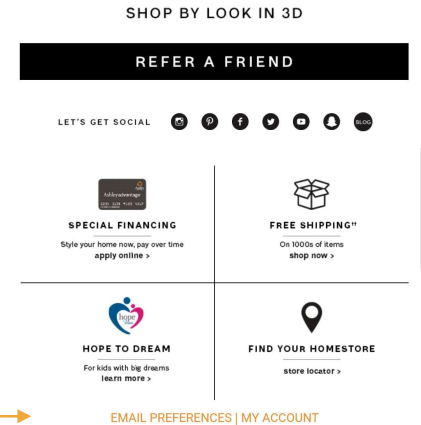 SHOP BY LOOK IN 3D
REFER A FRIEND
LET'S GET SOCIAL
BLOG
SPECIAL FINANCING
Style your home now, pay over time
apply online >
FREE SHIPPING††
On 1000s of items
shop now >
hope
HOPE TO DREAM
For kids with big dreams
learn more >
FIND YOUR HOMESTORE
store locator >
EMAIL PREFERENCES | MY ACCOUNT